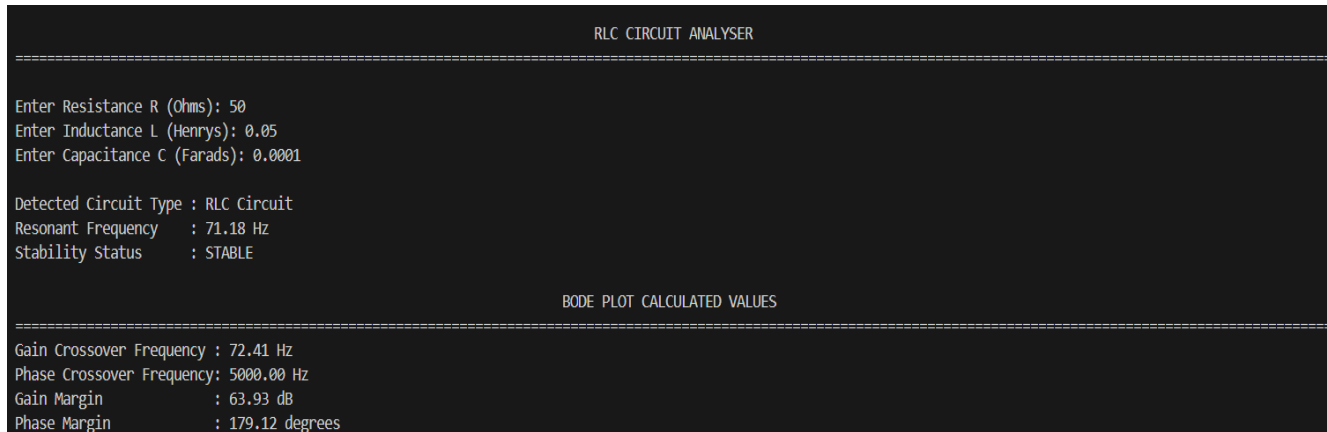 RLC CIRCUIT ANALYSER
================================================================================
Enter Resistance R (Ohms): 50
Enter Inductance L (Henrys): 0.05
Enter Capacitance C (Farads): 0.0001
Detected Circuit Type : RLC Circuit
Resonant Frequency    : 71.18 Hz
Stability Status      : STABLE
BODE PLOT CALCULATED VALUES
================================================================================
Gain Crossover Frequency : 72.41 Hz
Phase Crossover Frequency: 5000.00 Hz
Gain Margin              : 63.93 dB
Phase Margin             : 179.12 degrees